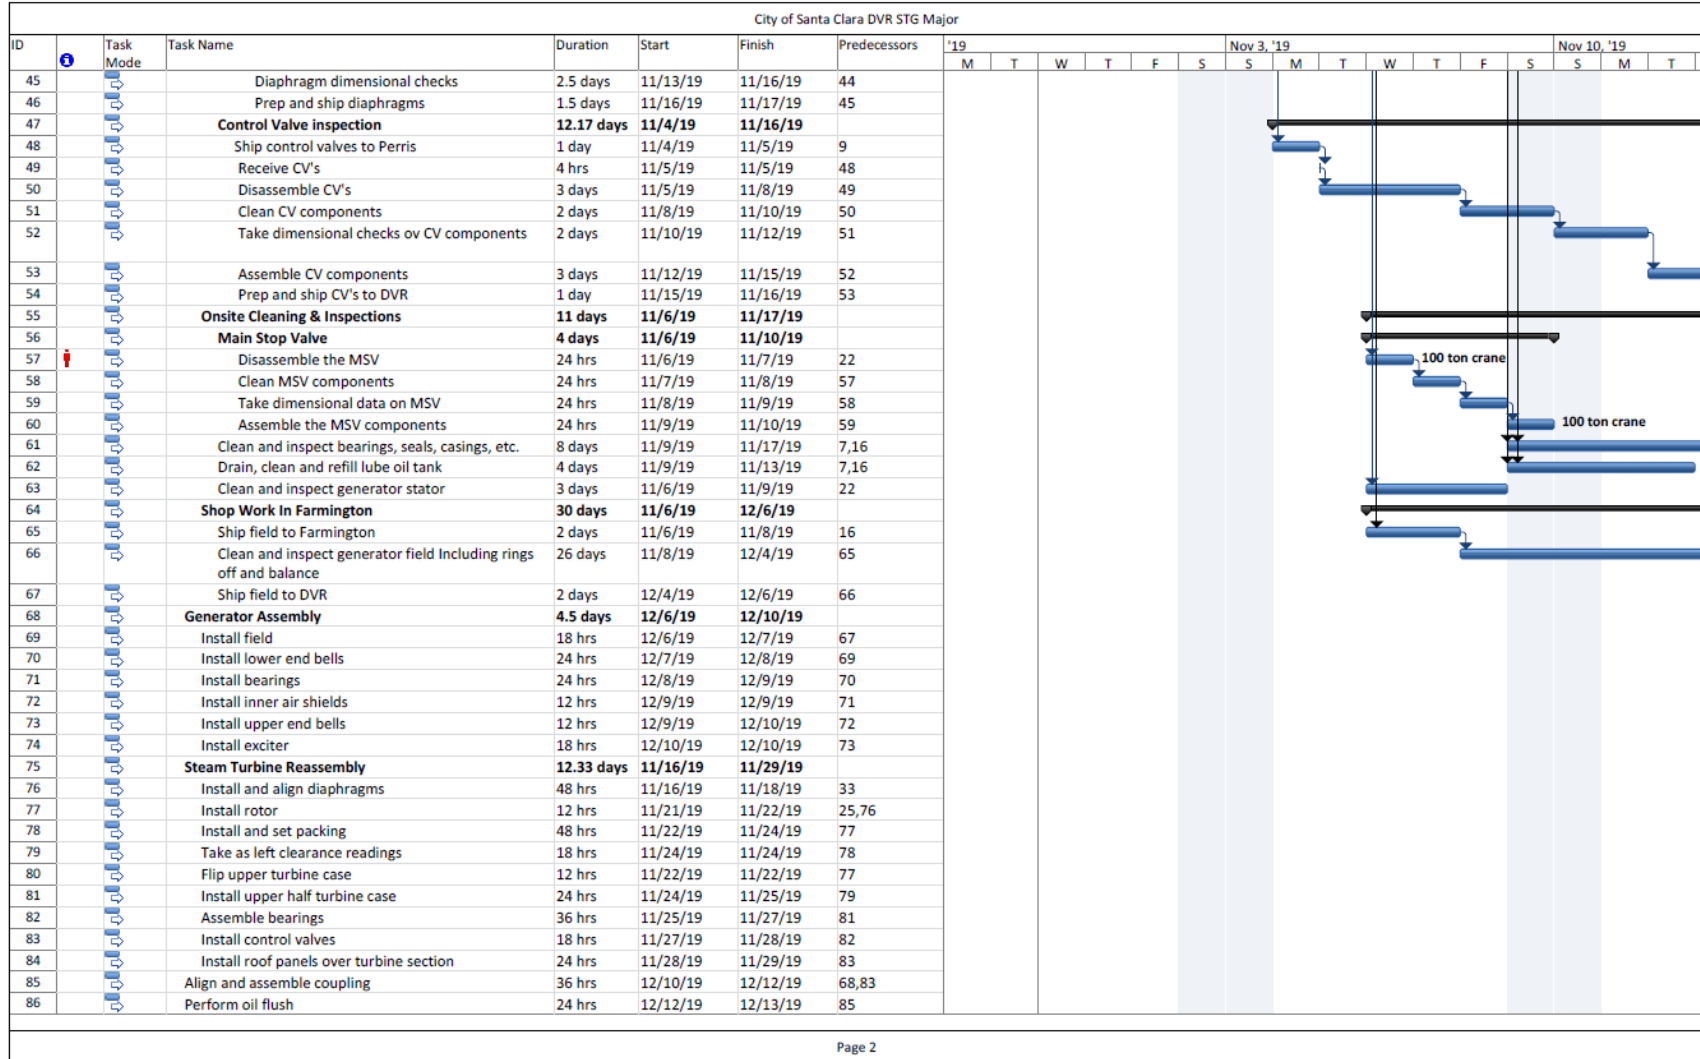 City of Santa Clara DVR STG Major
ID Task Mode Task Name Duration Start Finish Predecessors '19 Nov 3, '19 Nov 10, '19
M T W T F S S M T W T F S S M T
45 Diaphragm dimensional checks 2.5 days 11/13/19 11/16/19 44
46 Prep and ship diaphragms 1.5 days 11/16/19 11/17/19 45
47 Control Valve inspection 12.17 days 11/4/19 11/16/19
48 Ship control valves to Perris 1 day 11/4/19 11/5/19 9
49 Receive CV's 4 hrs 11/5/19 11/5/19 48
50 Disassemble CV's 3 days 11/5/19 11/8/19 49
51 Clean CV components 2 days 11/8/19 11/10/19 50
52 Take dimensional checks ov CV components 2 days 11/10/19 11/12/19 51
53 Assemble CV components 3 days 11/12/19 11/15/19 52
54 Prep and ship CV's to DVR 1 day 11/15/19 11/16/19 53
55 Onsite Cleaning & Inspections 11 days 11/6/19 11/17/19
56 Main Stop Valve 4 days 11/6/19 11/10/19
57 Disassemble the MSV 24 hrs 11/6/19 11/7/19 22 100 ton crane
58 Clean MSV components 24 hrs 11/7/19 11/8/19 57
59 Take dimensional data on MSV 24 hrs 11/8/19 11/9/19 58
60 Assemble the MSV components 24 hrs 11/9/19 11/10/19 59 100 ton crane
61 Clean and inspect bearings, seals, casings, etc. 8 days 11/9/19 11/17/19 7,16
62 Drain, clean and refill lube oil tank 4 days 11/9/19 11/13/19 7,16
63 Clean and inspect generator stator 3 days 11/6/19 11/9/19 22
64 Shop Work In Farmington 30 days 11/6/19 12/6/19
65 Ship field to Farmington 2 days 11/6/19 11/8/19 16
66 Clean and inspect generator field Including rings 26 days 11/8/19 12/4/19 65
off and balance
67 Ship field to DVR 2 days 12/4/19 12/6/19 66
68 Generator Assembly 4.5 days 12/6/19 12/10/19
69 Install field 18 hrs 12/6/19 12/7/19 67
70 Install lower end bells 24 hrs 12/7/19 12/8/19 69
71 Install bearings 24 hrs 12/8/19 12/9/19 70
72 Install inner air shields 12 hrs 12/9/19 12/9/19 71
73 Install upper end bells 12 hrs 12/9/19 12/10/19 72
74 Install exciter 18 hrs 12/10/19 12/10/19 73
75 Steam Turbine Reassembly 12.33 days 11/16/19 11/29/19
76 Install and align diaphragms 48 hrs 11/16/19 11/18/19 33
77 Install rotor 12 hrs 11/21/19 11/22/19 25,76
78 Install and set packing 48 hrs 11/22/19 11/24/19 77
79 Take as left clearance readings 18 hrs 11/24/19 11/24/19 78
80 Flip upper turbine case 12 hrs 11/22/19 11/22/19 77
81 Install upper half turbine case 24 hrs 11/24/19 11/25/19 79
82 Assemble bearings 36 hrs 11/25/19 11/27/19 81
83 Install control valves 18 hrs 11/27/19 11/28/19 82
84 Install roof panels over turbine section 24 hrs 11/28/19 11/29/19 83
85 Align and assemble coupling 36 hrs 12/10/19 12/12/19 68,83
86 Perform oil flush 24 hrs 12/12/19 12/13/19 85
Page 2